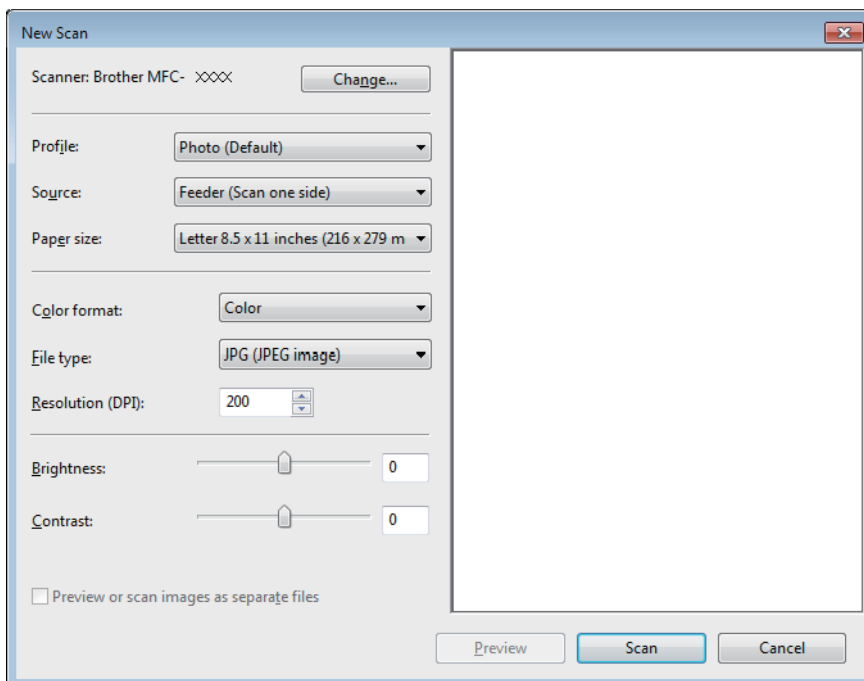 New Scan
Scanner: Brother MFC- XXXX
Change...
Profile:
Photo (Default)
Source:
Feeder (Scan one side)
Paper size:
Letter 8.5 x 11 inches (216 x 279 m
Color format:
Color
File type:
JPG (JPEG image)
Resolution (DPI):
200
Brightness:
0
Contrast:
0
Preview or scan images as separate files
Preview
Scan
Cancel